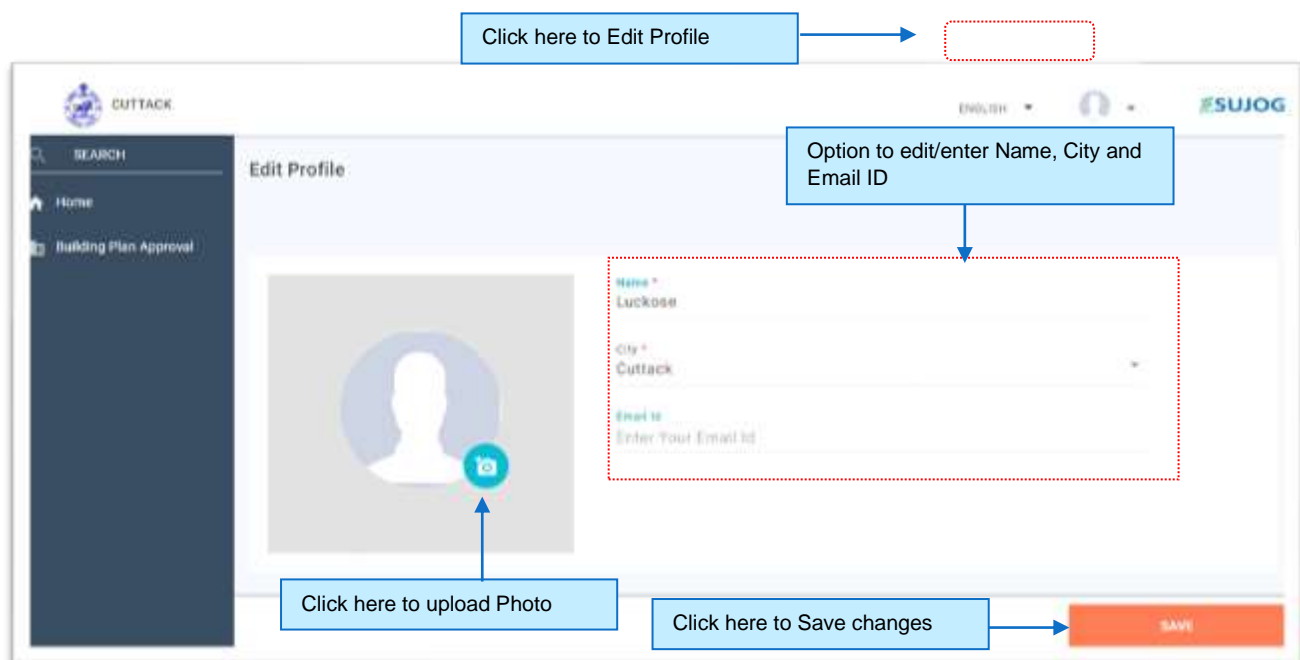 Click here to Edit Profile
CUTTACK
ENGLISH
SUJOG
SEARCH
Edit Profile
Option to edit/enter Name, City and
Email ID
Home
Building Plan Approval
Name *
Luckose
City *
Cuttack
Email Id
Enter Your Email Id
Click here to upload Photo
Click here to Save changes
SAVE